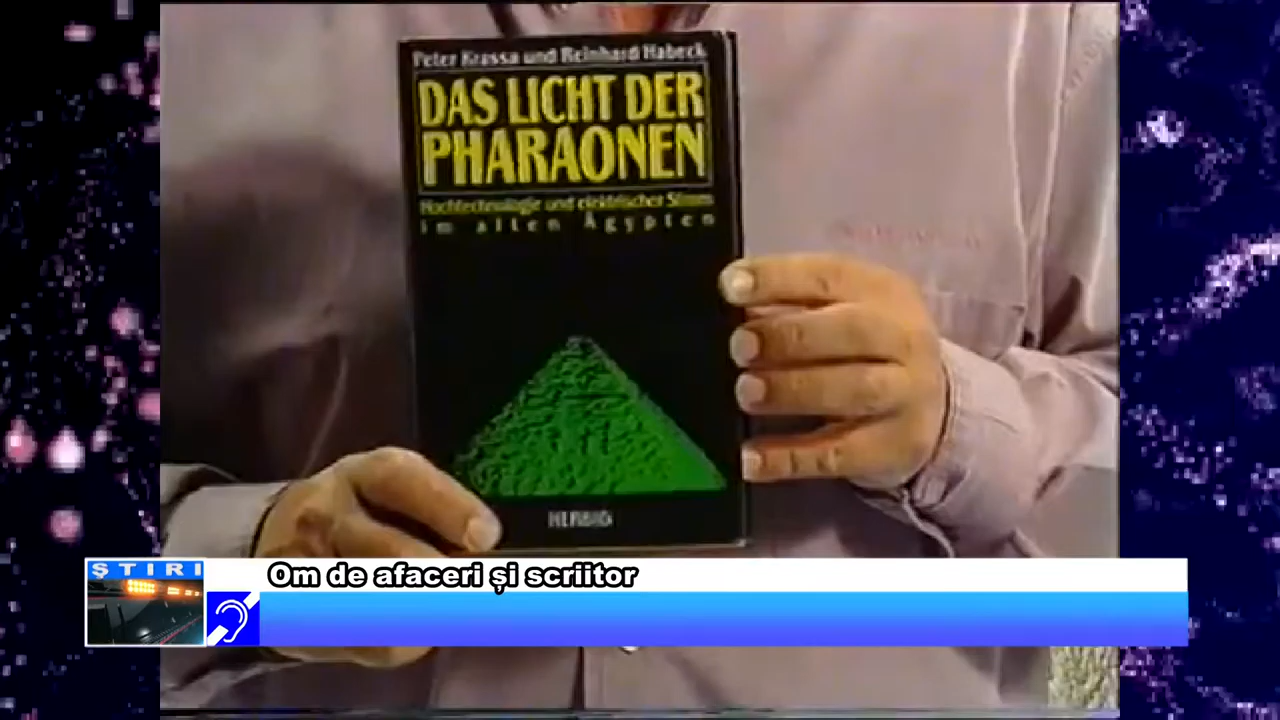 Peter Krassa und Reinhard Habeck
DAS LICHT DER
PHARAONEN
Hochtechnologie und elektrischer Strom
im alten Ägypten
HERBIG
ȘTIRI
Om de afaceri și scriitor